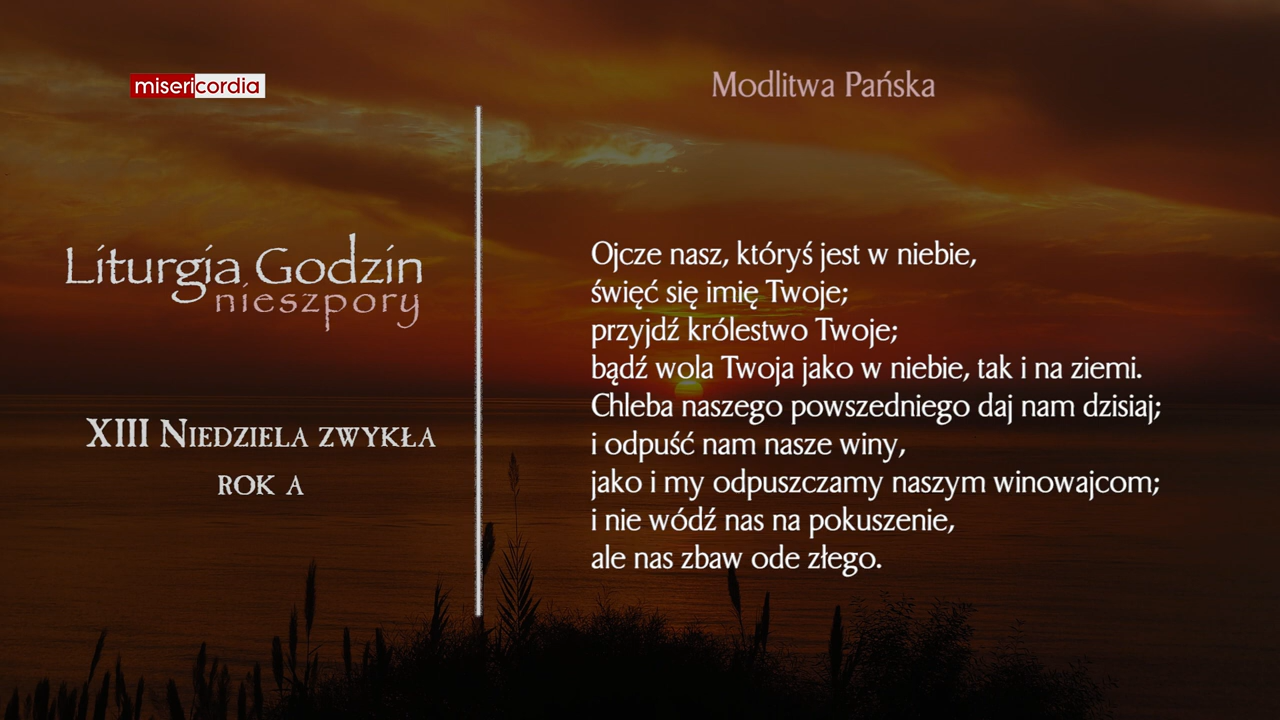 misericordia
Liturgia Godzin
nieszpory
XIII Niedziela zwykła
rok A
Modlitwa Pańska
Ojcze nasz, któryś jest w niebie,
święć się imię Twoje;
przyjdź królestwo Twoje;
bądź wola Twoja jako w niebie, tak i na ziemi.
Chleba naszego powszedniego daj nam dzisiaj;
i odpuść nam nasze winy,
jako i my odpuszczamy naszym winowajcom;
i nie wódź nas na pokuszenie,
ale nas zbaw ode złego.